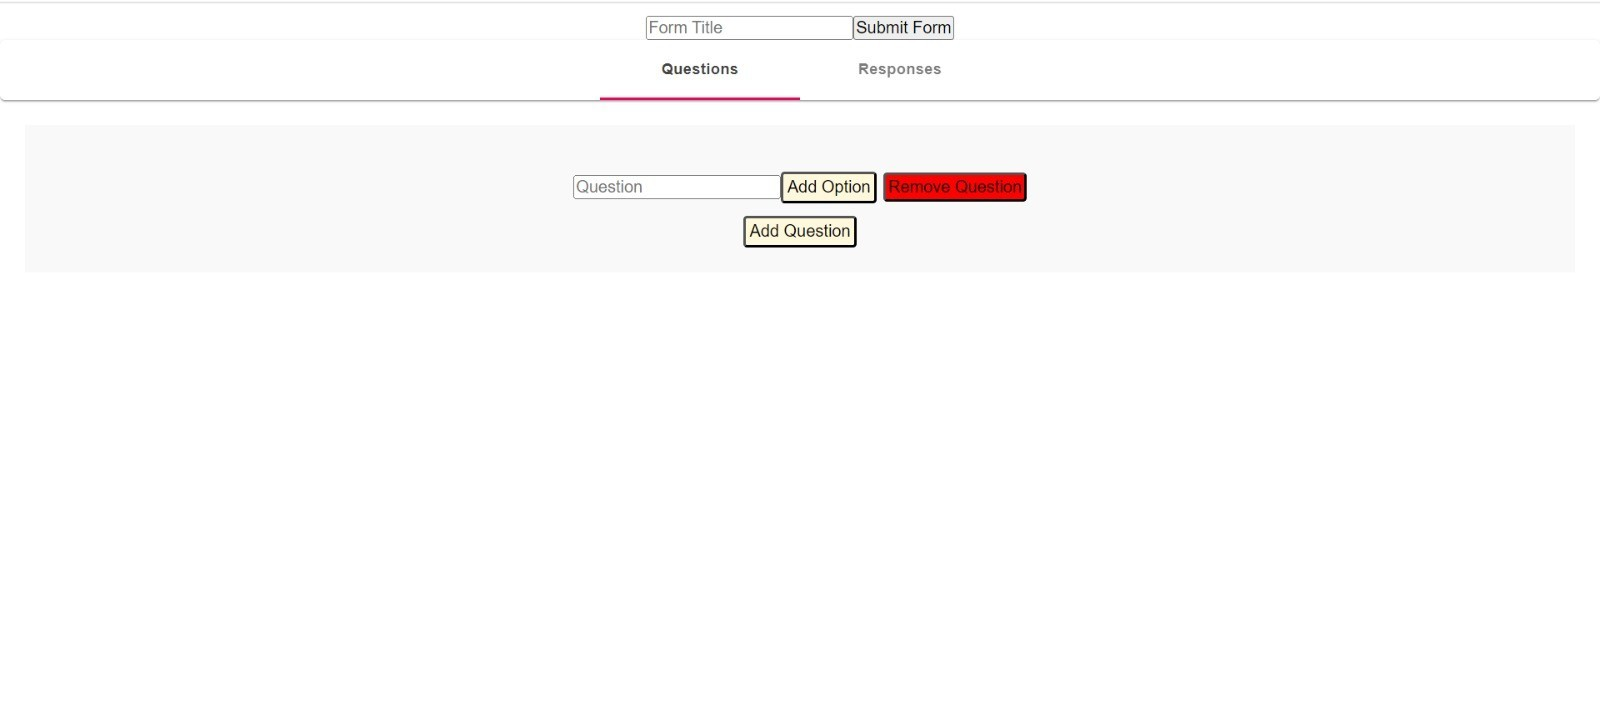 Form Title Submit Form
Questions Responses
Question Add Option Remove Question
Add Question